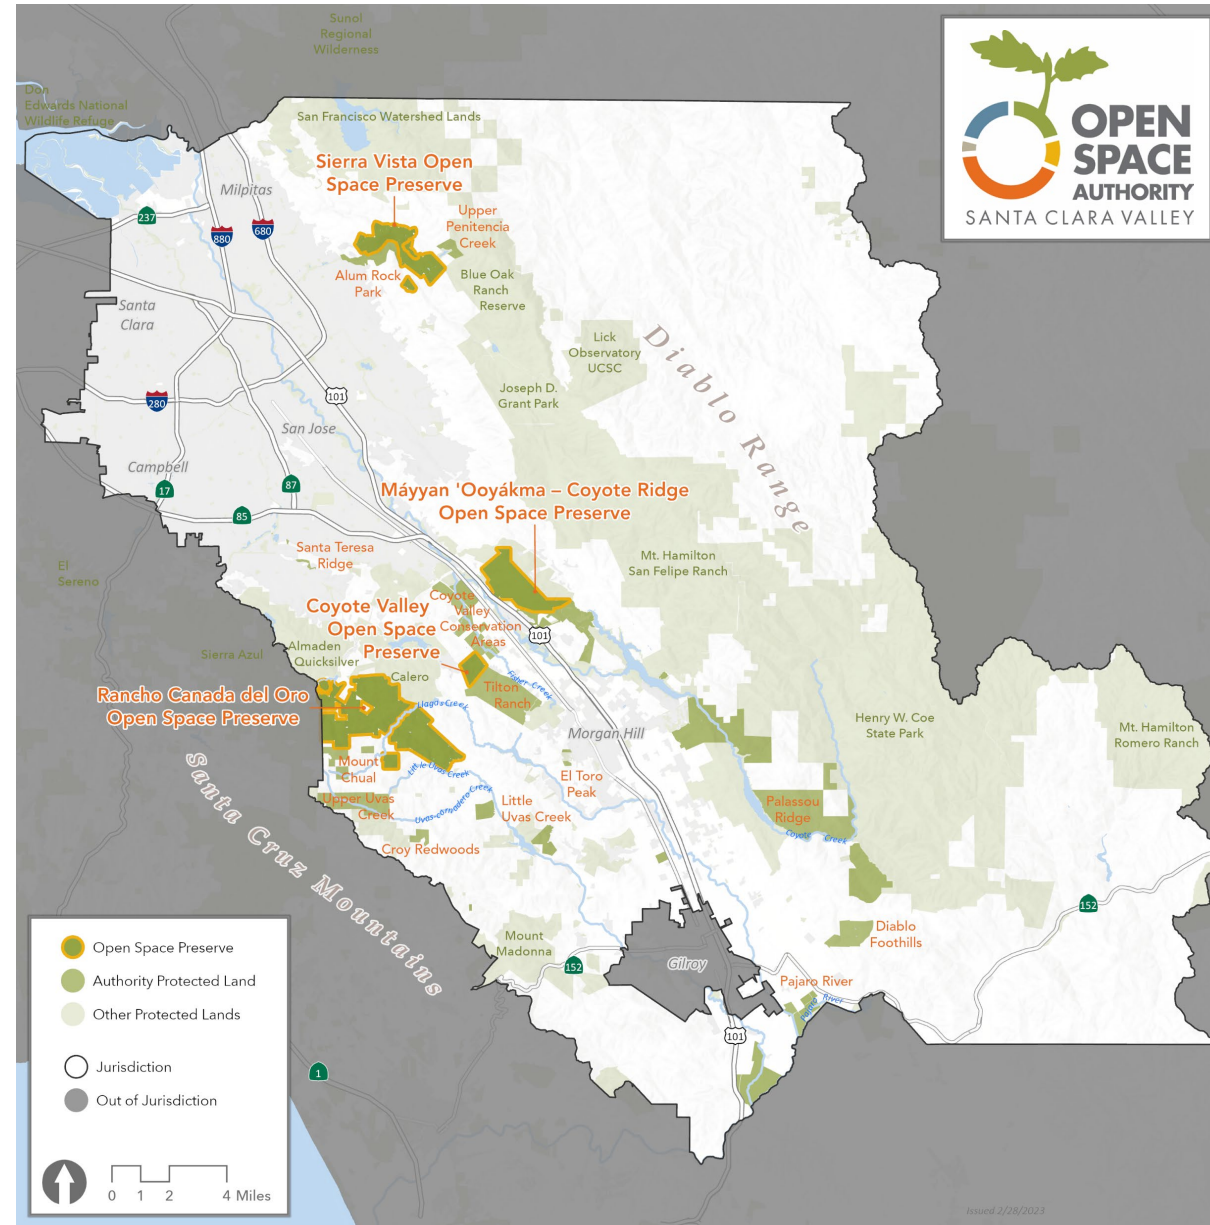 Sunol
Regional
Wilderness
Don
Edwards National
Wildlife Refuge
San Francisco Watershed Lands
OPEN
SPACE
AUTHORITY
SANTA CLARA VALLEY
Sierra Vista Open
Space Preserve
Milpitas
237
880
680
Upper
Penitencia
Creek
Alum Rock
Park
Blue Oak
Ranch
Reserve
Santa
Clara
Lick
Observatory
UCSC
Diablo Range
Joseph D.
Grant Park
280
101
San Jose
Campbell
17
87
85
Máyyan 'Ooyákma – Coyote Ridge
Open Space Preserve
Santa Teresa
Ridge
Mt. Hamilton
San Felipe Ranch
El
Sereno
Coyote
Valley
Conservation
Areas
Coyote Valley
Open Space
Preserve
101
Sierra Azul
Almaden
Quicksilver
Calero
Fisher Creek
Tilton
Ranch
Rancho Canada del Oro
Open Space Preserve
Llagas Creek
Morgan Hill
Henry W. Coe
State Park
Mt. Hamilton
Romero Ranch
Mount
Chual
Little Uvas Creek
El Toro
Peak
Santa Cruz Mountains
Upper Uvas
Creek
Uvas-Carnadero Creek
Little
Uvas Creek
Palassou
Ridge
Coyote Creek
Croy Redwoods
152
Diablo
Foothills
Mount
Madonna
152
Gilroy
Pajaro River
Pajaro River
101
1
Open Space Preserve
Authority Protected Land
Other Protected Lands
Jurisdiction
Out of Jurisdiction
0 1 2 4 Miles
Issued 2/28/2023